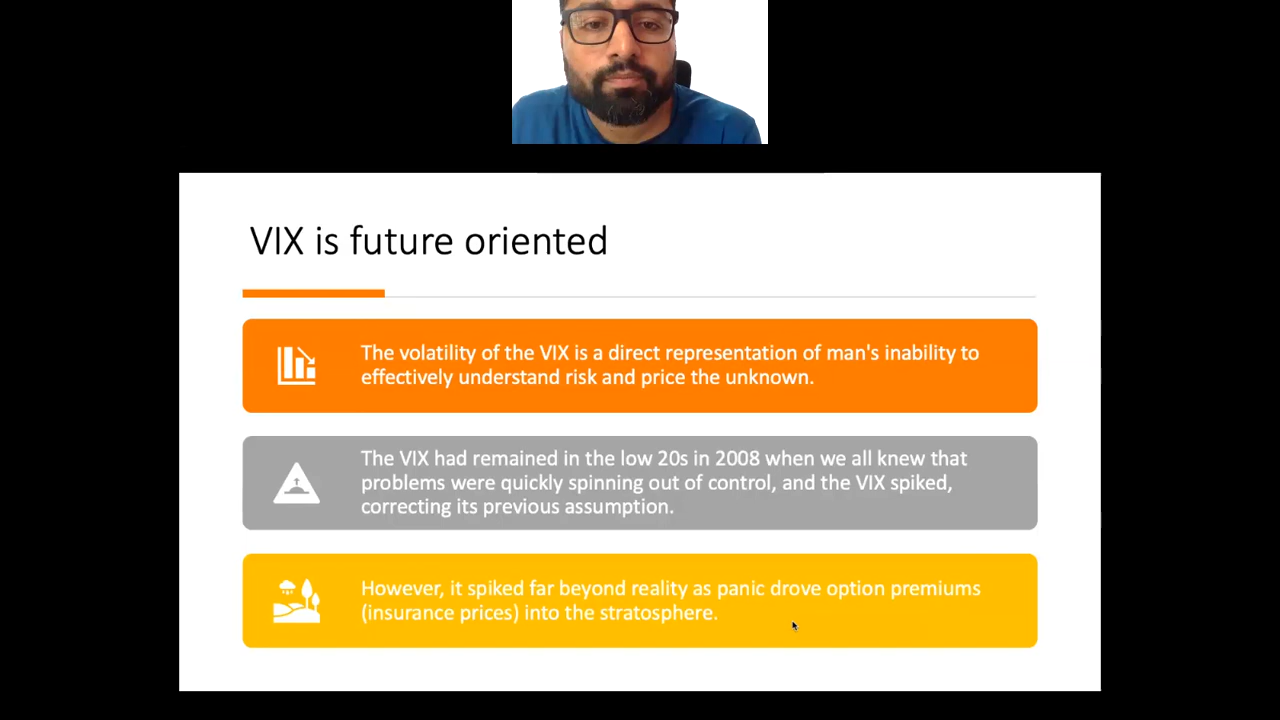 VIX is future oriented
The volatility of the VIX is a direct representation of man's inability to
effectively understand risk and price the unknown.
The VIX had remained in the low 20s in 2008 when we all knew that
problems were quickly spinning out of control, and the VIX spiked,
correcting its previous assumption.
However, it spiked far beyond reality as panic drove option premiums
(insurance prices) into the stratosphere.